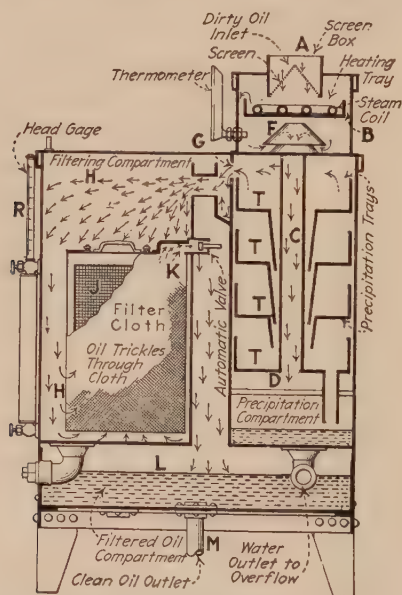 Dirty Oil
Inlet
A
Screen
Box
Screen
Heating
Tray
Thermometer
Steam
Coil
B
F
G
Head Gage
Filtering Compartment
H
R
T
C
T
T
T
Precipitation Trays
K
J
Filter
Cloth
Automatic Valve
Oil Trickles
Through
Cloth
H
D
Precipitation
Compartment
L
Filtered Oil
Compartment
M
Clean Oil Outlet
Water
Outlet to
Overflow